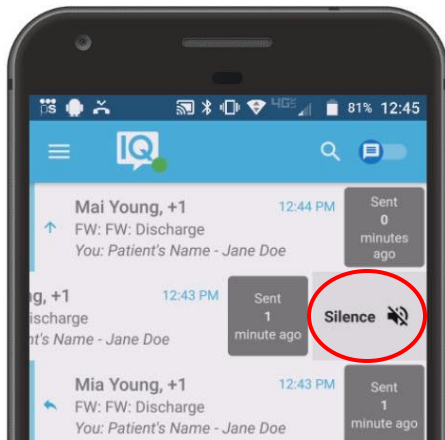 81% 12:45
IQ
Mai Young, +1 12:44 PM
FW: FW: Discharge
You: Patient's Name - Jane Doe
Sent
0
minutes
ago
ng, +1 12:43 PM
ischarge
nt's Name - Jane Doe
Sent
1
minute ago
Silence
Mia Young, +1 12:43 PM
FW: FW: Discharge
You: Patient's Name - Jane Doe
Sent
1
minute ago